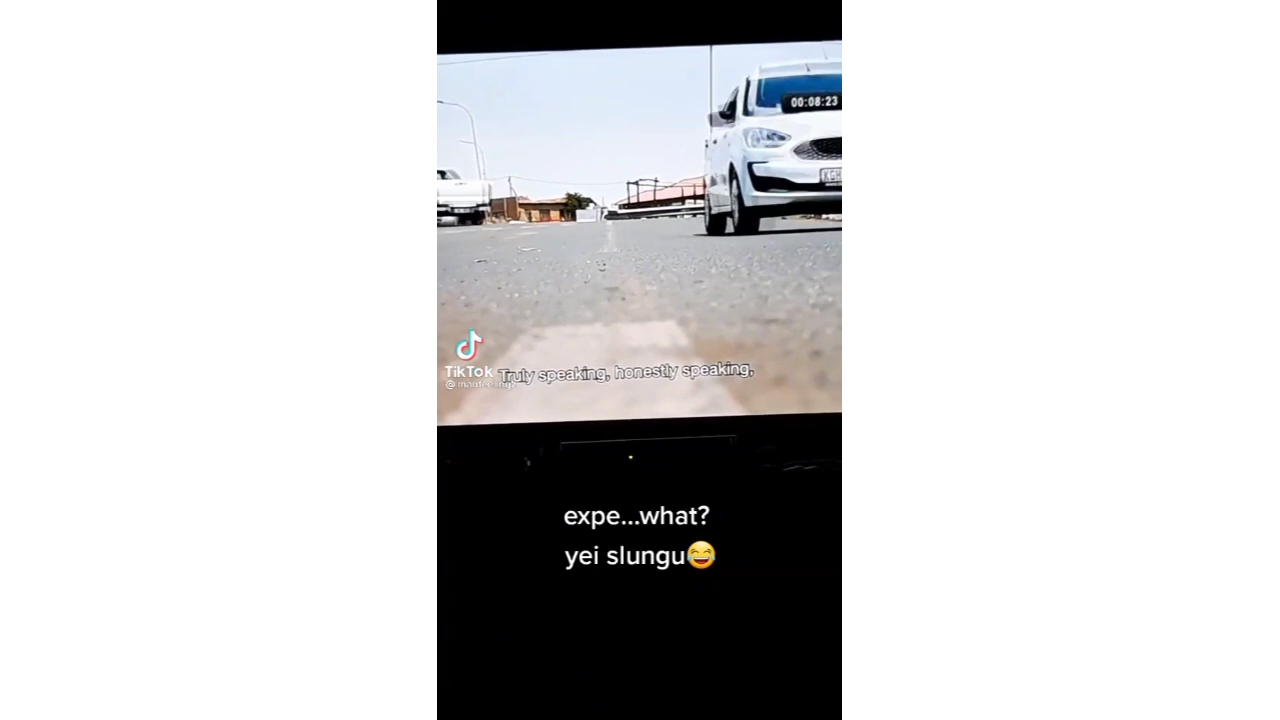 00:08:23
TikTok
Truly speaking, honestly speaking,
expe...what?
yei slungu😂